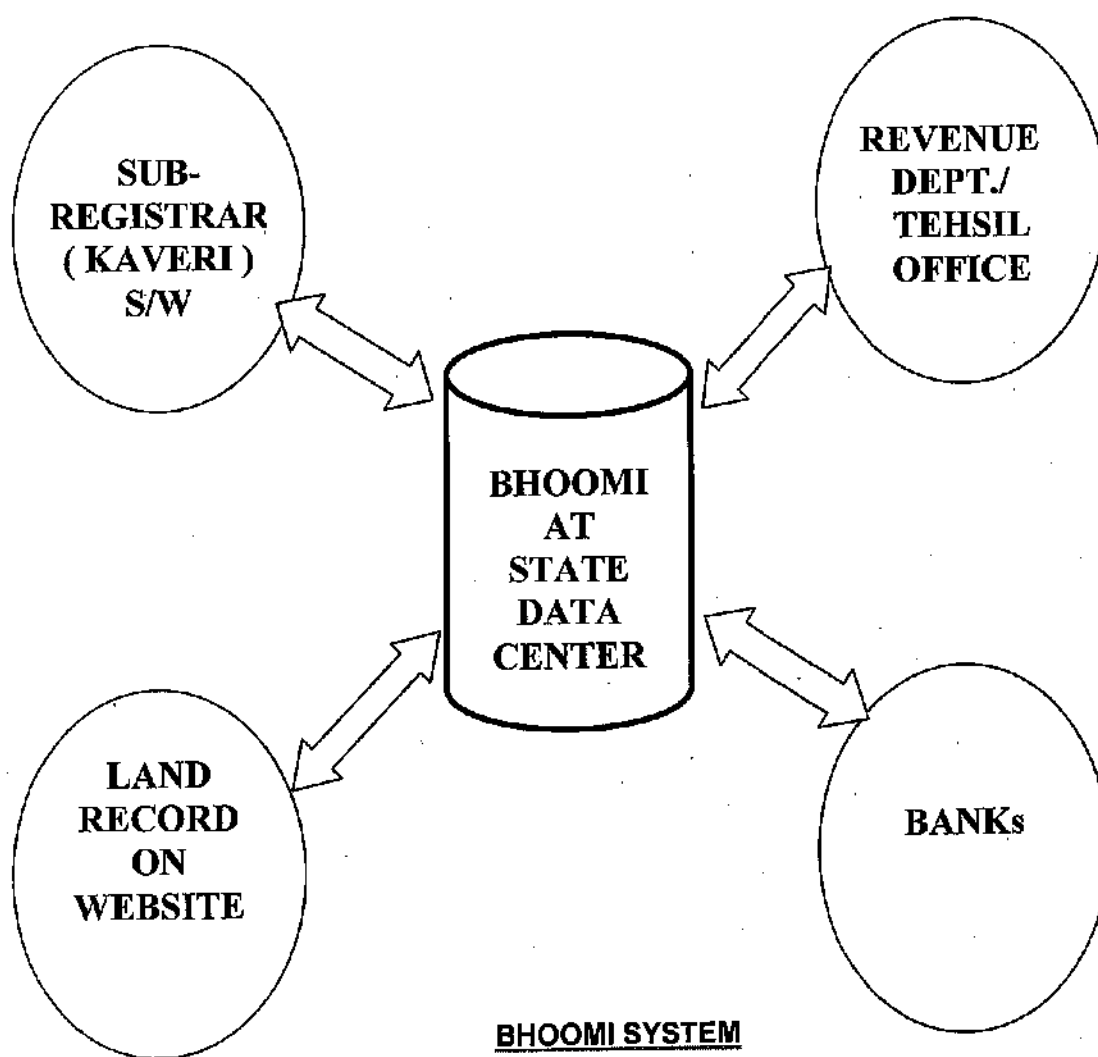 SUB-
REGISTRAR
( KAVERI )
S/W
REVENUE
DEPT./
TEHSIL
OFFICE
BHOOMI
AT
STATE
DATA
CENTER
LAND
RECORD
ON
WEBSITE
BANKs
BHOOMI SYSTEM